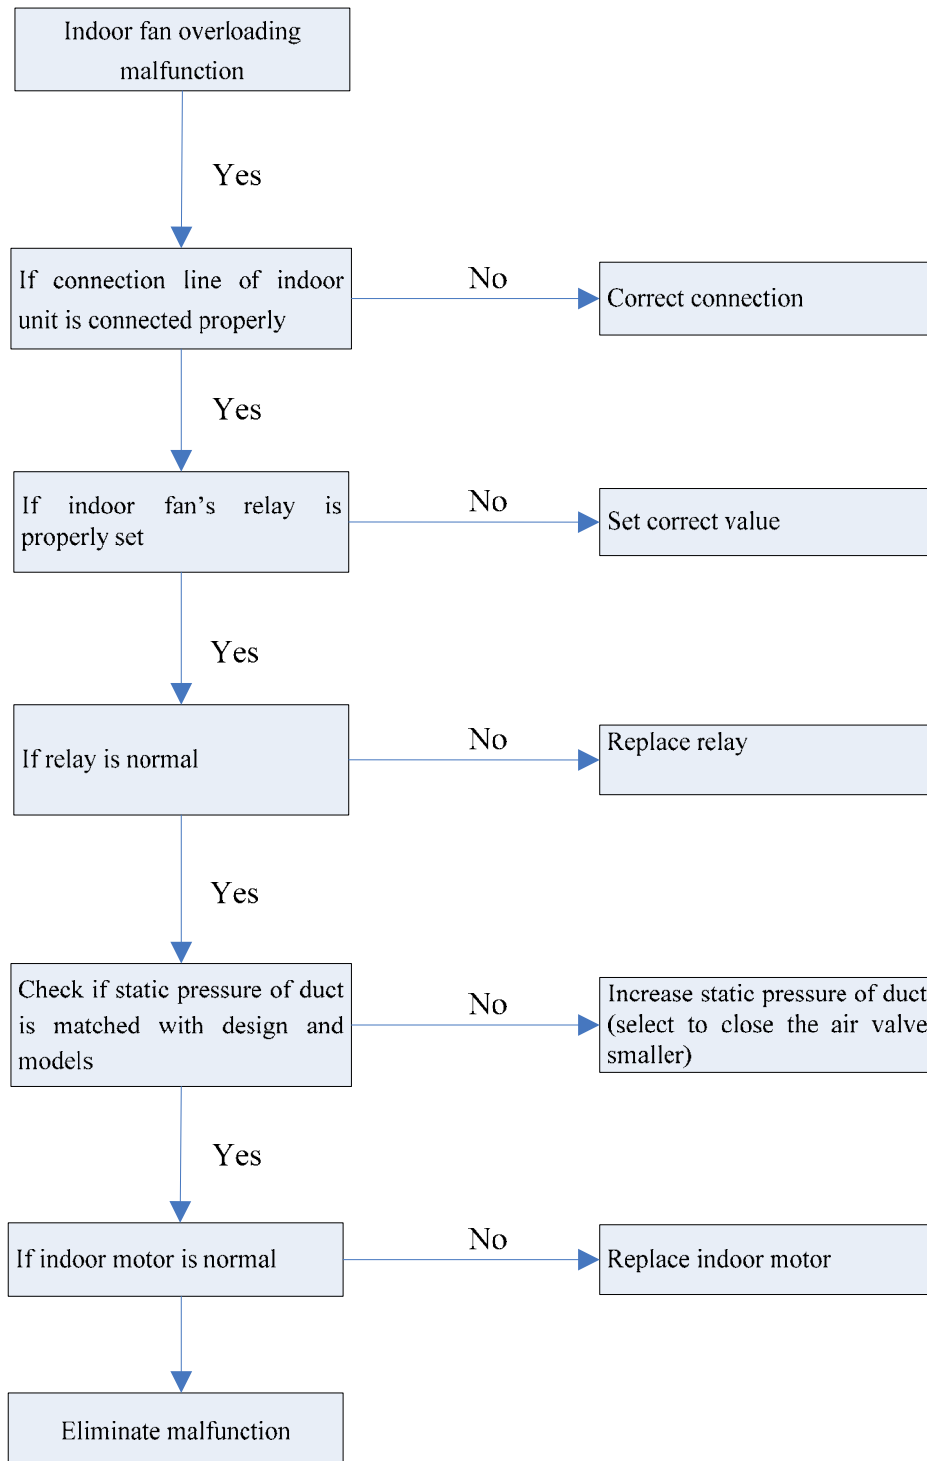 Indoor fan overloading
malfunction
Yes
If connection line of indoor
unit is connected properly
No
Correct connection
Yes
If indoor fan’s relay is
properly set
No
Set correct value
Yes
If relay is normal
No
Replace relay
Yes
Check if static pressure of duct
is matched with design and
models
No
Increase static pressure of duct
(select to close the air valve
smaller)
Yes
If indoor motor is normal
No
Replace indoor motor
Eliminate malfunction